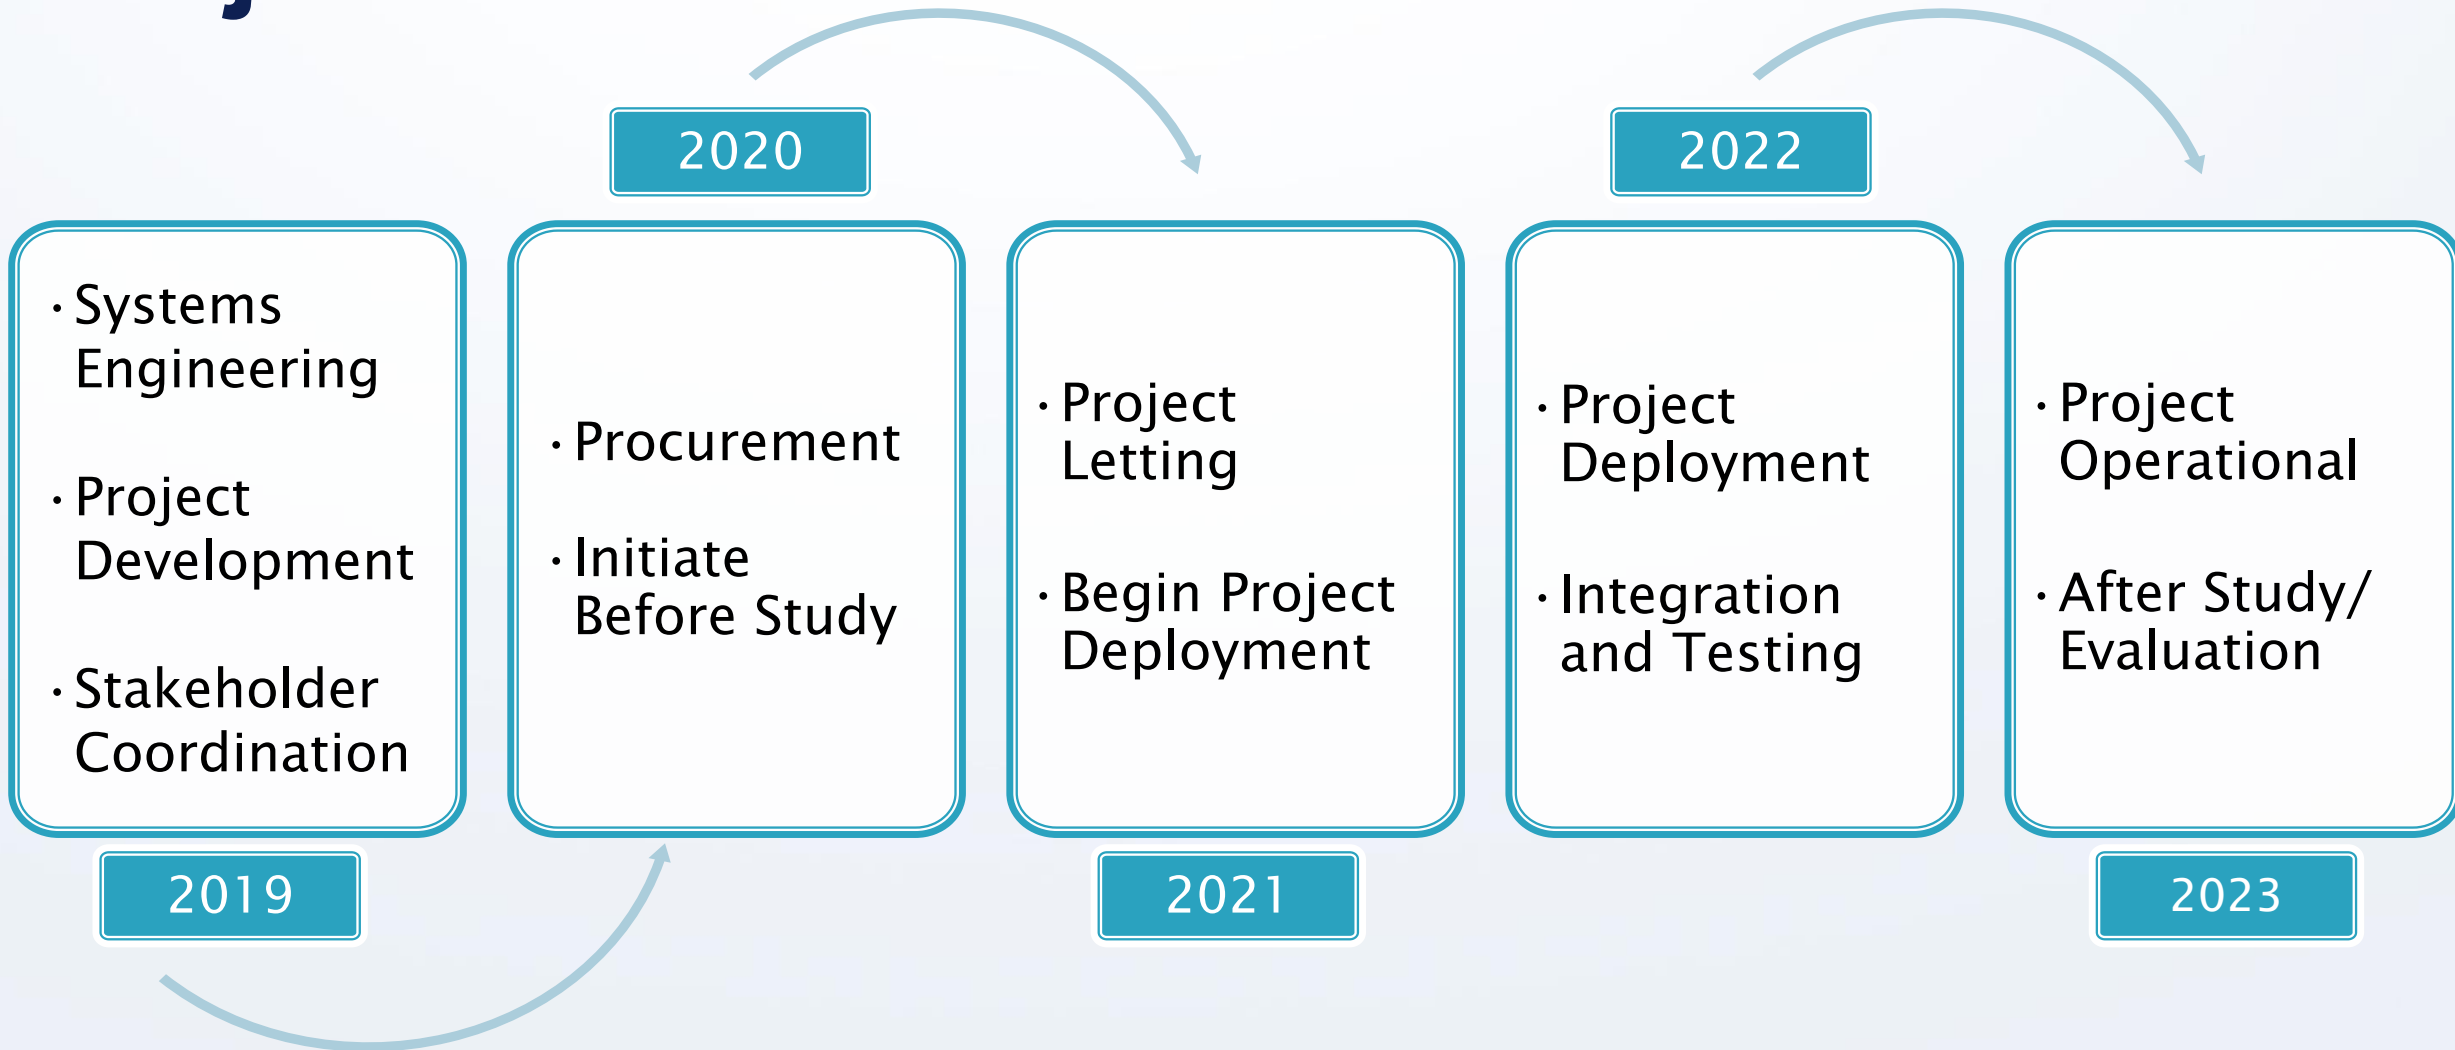 2019
· Systems
Engineering
· Project
Development
· Stakeholder
Coordination
2020
· Procurement
· Initiate
Before Study
2021
· Project
Letting
· Begin Project
Deployment
2022
· Project
Deployment
· Integration
and Testing
2023
· Project
Operational
· After Study/
Evaluation